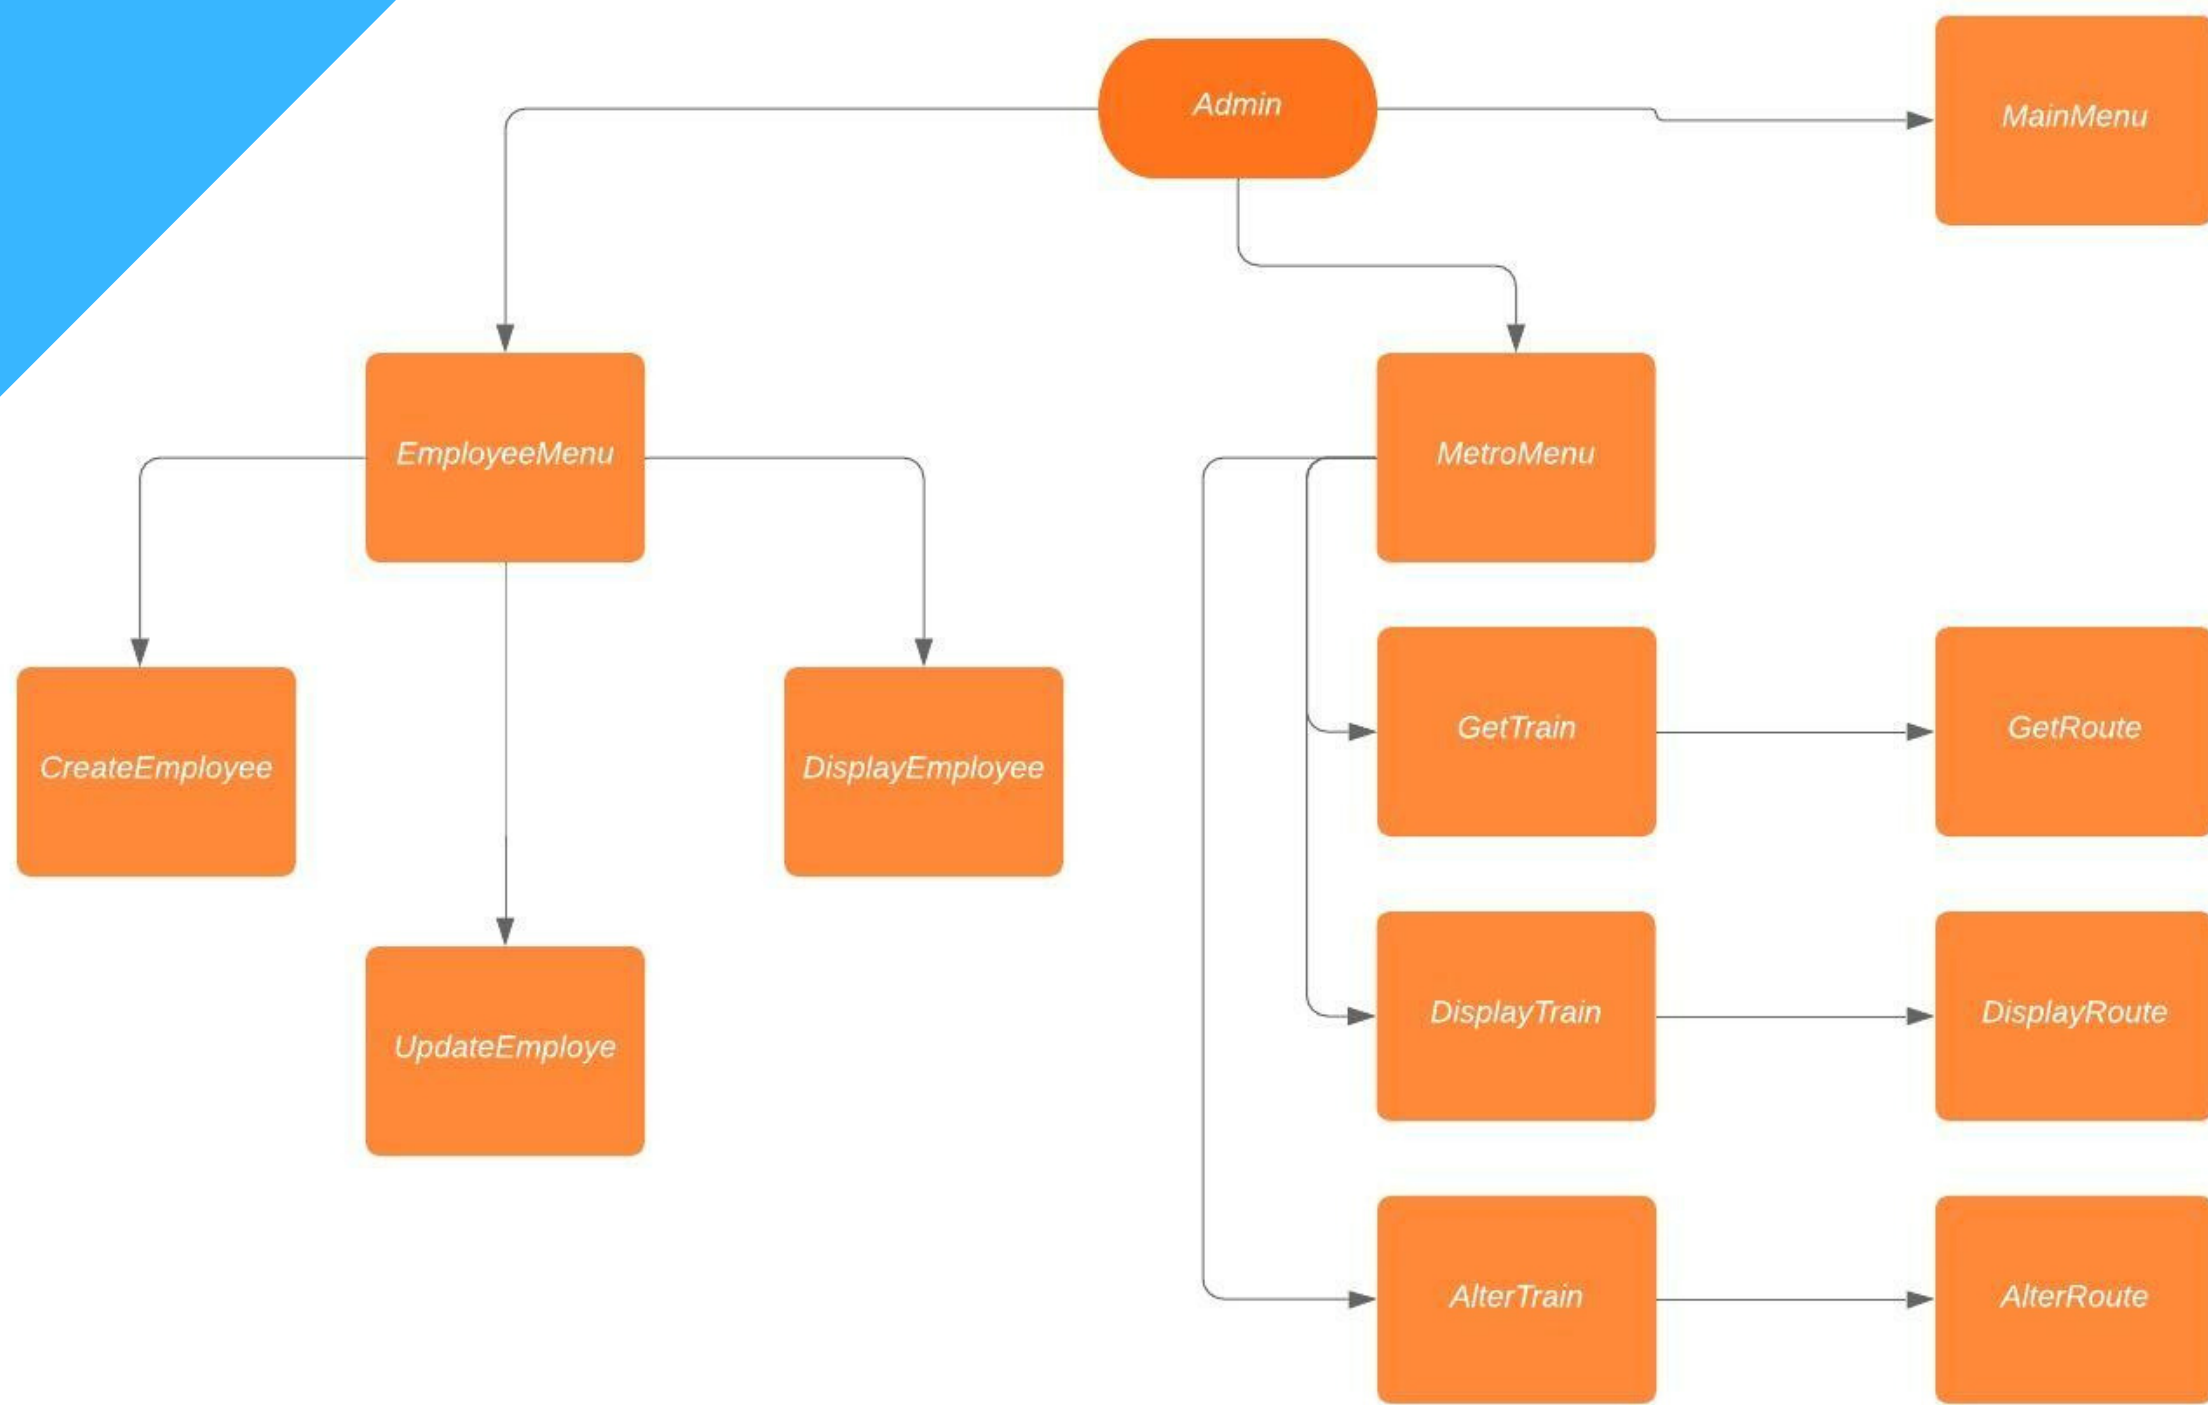 Admin
MainMenu
EmployeeMenu
MetroMenu
GetTrain
GetRoute
CreateEmployee
DisplayEmployee
DisplayTrain
DisplayRoute
UpdateEmploye
AlterTrain
AlterRoute